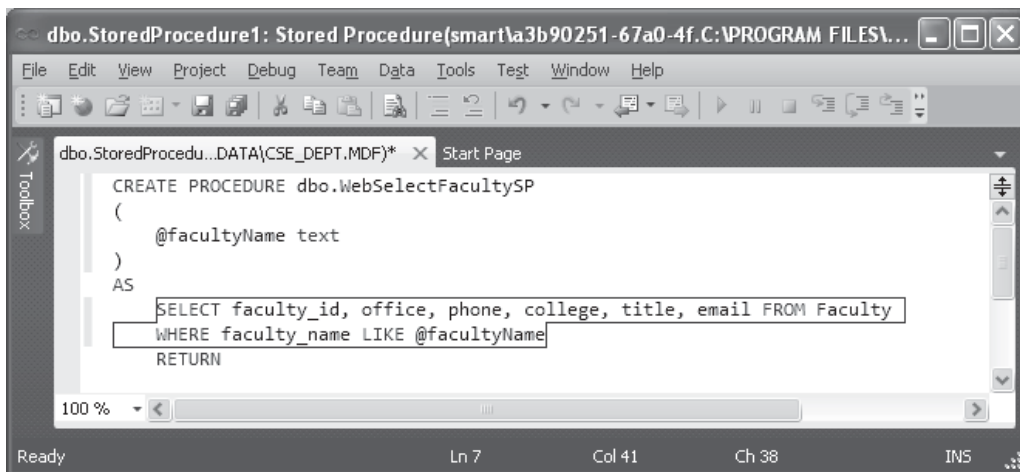 dbo.StoredProcedure1: Stored Procedure(smart\a3b90251-67a0-4f.C:\PROGRAM FILES\...
File Edit View Project Debug Team Data Tools Test Window Help
Toolbox
dbo.StoredProcedu...DATA\CSE_DEPT.MDF)* Start Page
CREATE PROCEDURE dbo.WebSelectFacultySP
(
@facultyName text
)
AS
SELECT faculty_id, office, phone, college, title, email FROM Faculty
WHERE faculty_name LIKE @facultyName
RETURN
100 %
Ready Ln 7 Col 41 Ch 38 INS